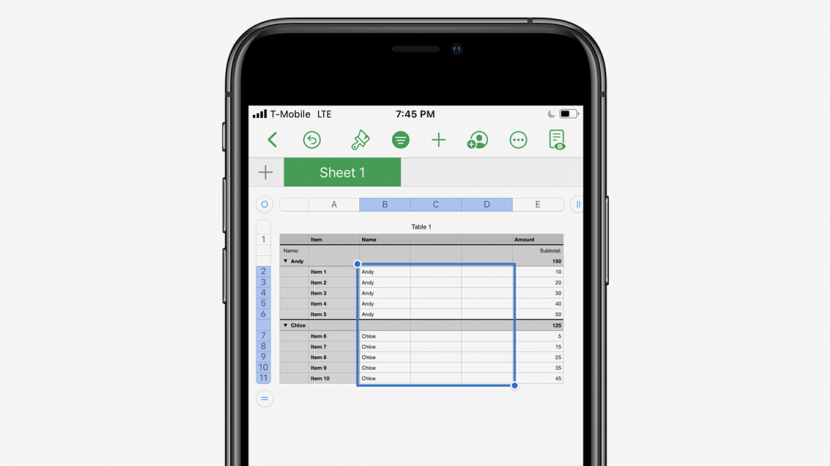 T-Mobile LTE 7:45 PM
Sheet 1
A B C D E
Table 1
1 Item Name Amount
Name: Subtotal:
Andy 150
2 Item 1 Andy 10
3 Item 2 Andy 20
4 Item 3 Andy 30
5 Item 4 Andy 40
6 Item 5 Andy 50
Chloe 125
7 Item 6 Chloe 5
8 Item 7 Chloe 15
9 Item 8 Chloe 25
10 Item 9 Chloe 35
11 Item 10 Chloe 45